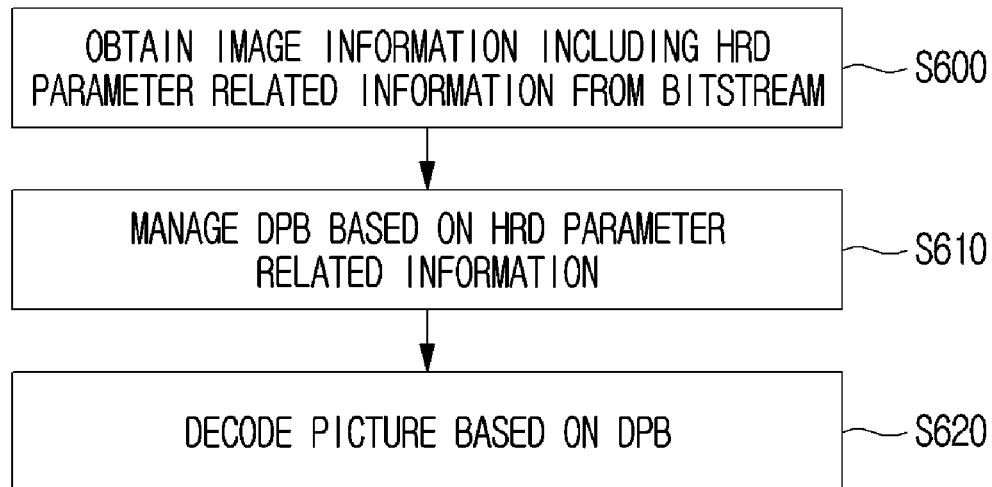 OBTAIN IMAGE INFORMATION INCLUDING HRD
PARAMETER RELATED INFORMATION FROM BITSTREAM
S600
MANAGE DPB BASED ON HRD PARAMETER
RELATED INFORMATION
S610
DECODE PICTURE BASED ON DPB
S620